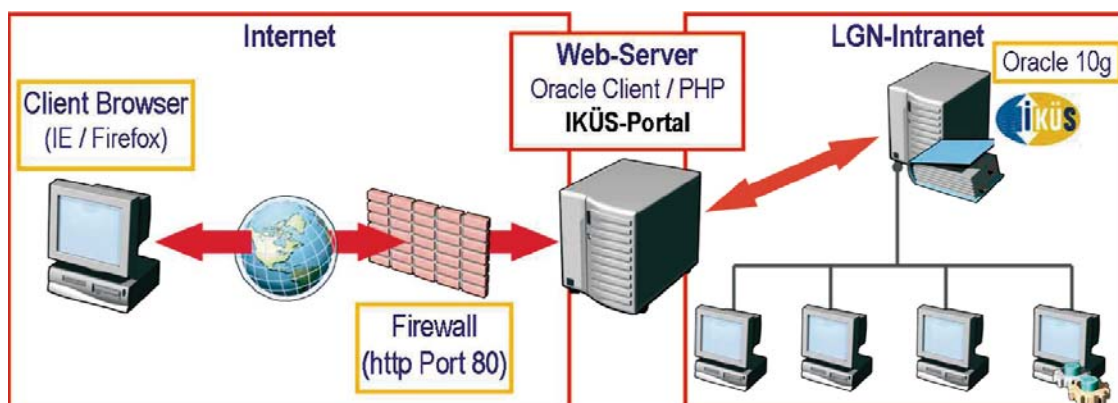 Internet
Client Browser
(IE / Firefox)
Firewall
(http Port 80)
Web-Server
Oracle Client / PHP
IKÜS-Portal
LGN-Intranet
Oracle 10g
iKÜS